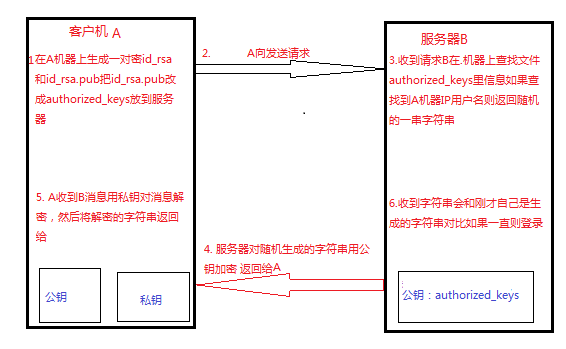 客户机 A
1在A机器上生成一对密id_rsa
和id_rsa.pub把id_rsa.pub改
成authorized_keys放到服务
器
2. A向发送请求
服务器B
3.收到请求B在.机器上查找文件
authorized_keys里信息如果查
找到A机器IP用户名则返回随机
的一串字符串
5. A收到B消息用私钥对消息解
密，然后将解密的字符串返回
给
4. 服务器对随机生成的字符串用公
钥加密 返回给A
6.收到字符串会和刚才自己是生
成的字符串对比如果一直则登录
公钥
私钥
公钥：authorized_keys